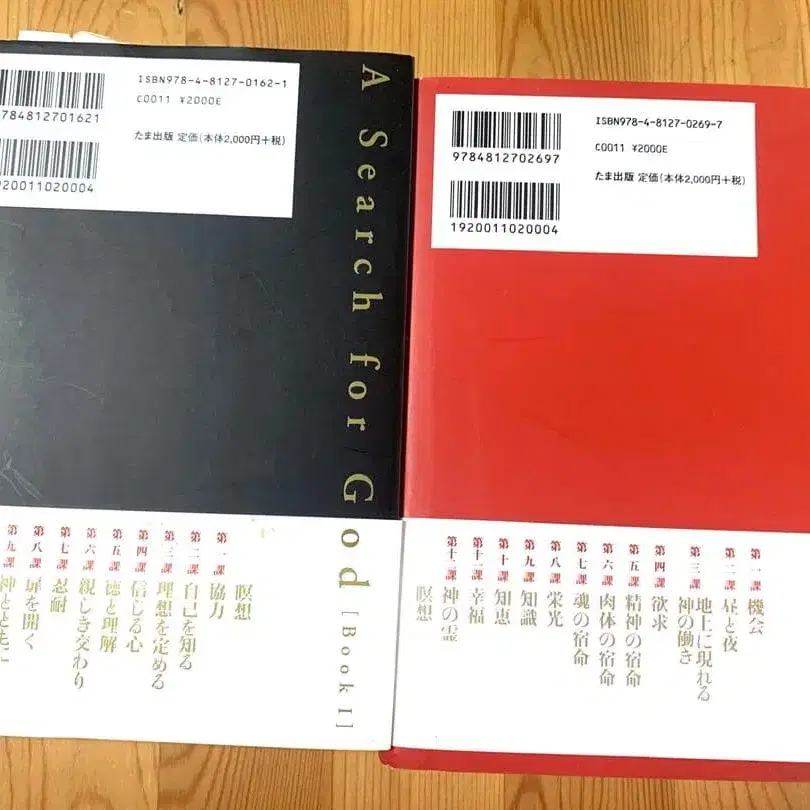 ISBN978-4-8127-0162-1
C0011 ¥2000E
たま出版 定価(本体2,000円+税)
784812701621
920011020004
A Search for God [Book I]
瞑想
第一課 協力
第二課 自己を知る
第三課 理想を定める
第四課 信じる心
第五課 徳と理解
第六課 親しき交わり
第七課 忍耐
第八課 扉を開く
第九課 神とともに
ISBN978-4-8127-0269-7
C0011 ¥2000E
たま出版 定価(本体2,000円+税)
9784812702697
1920011020004
第一課 機会
第二課 昼と夜
第三課 地上に現れる
神の働き
第四課 欲求
第五課 精神の宿命
第六課 肉体の宿命
第七課 魂の宿命
第八課 栄光
第九課 知識
第十課 知恵
第十一課 幸福
第十二課 神の霊
瞑想